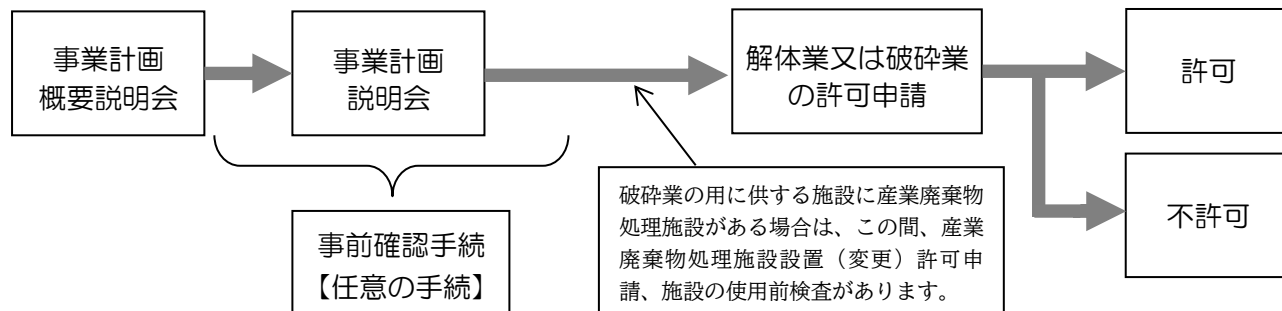 事業計画
概要説明会
事業計画
説明会
解体業又は破砕業
の許可申請
許可
不許可
事前確認手続
【任意の手続】
破砕業の用に供する施設に産業廃棄物
処理施設がある場合は、この間、産業
廃棄物処理施設設置（変更）許可申
請、施設の使用前検査があります。